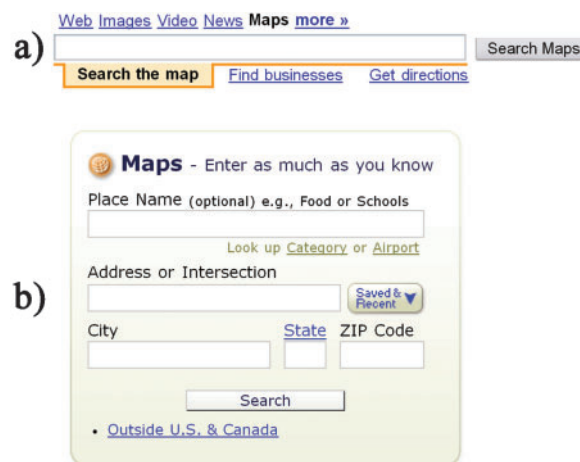 Web Images Video News Maps more »
a) Search Maps
Search the map Find businesses Get directions
Maps - Enter as much as you know
Place Name (optional) e.g., Food or Schools
Look up Category or Airport
Address or Intersection
b) Saved & Recent
City State ZIP Code
Search
• Outside U.S. & Canada